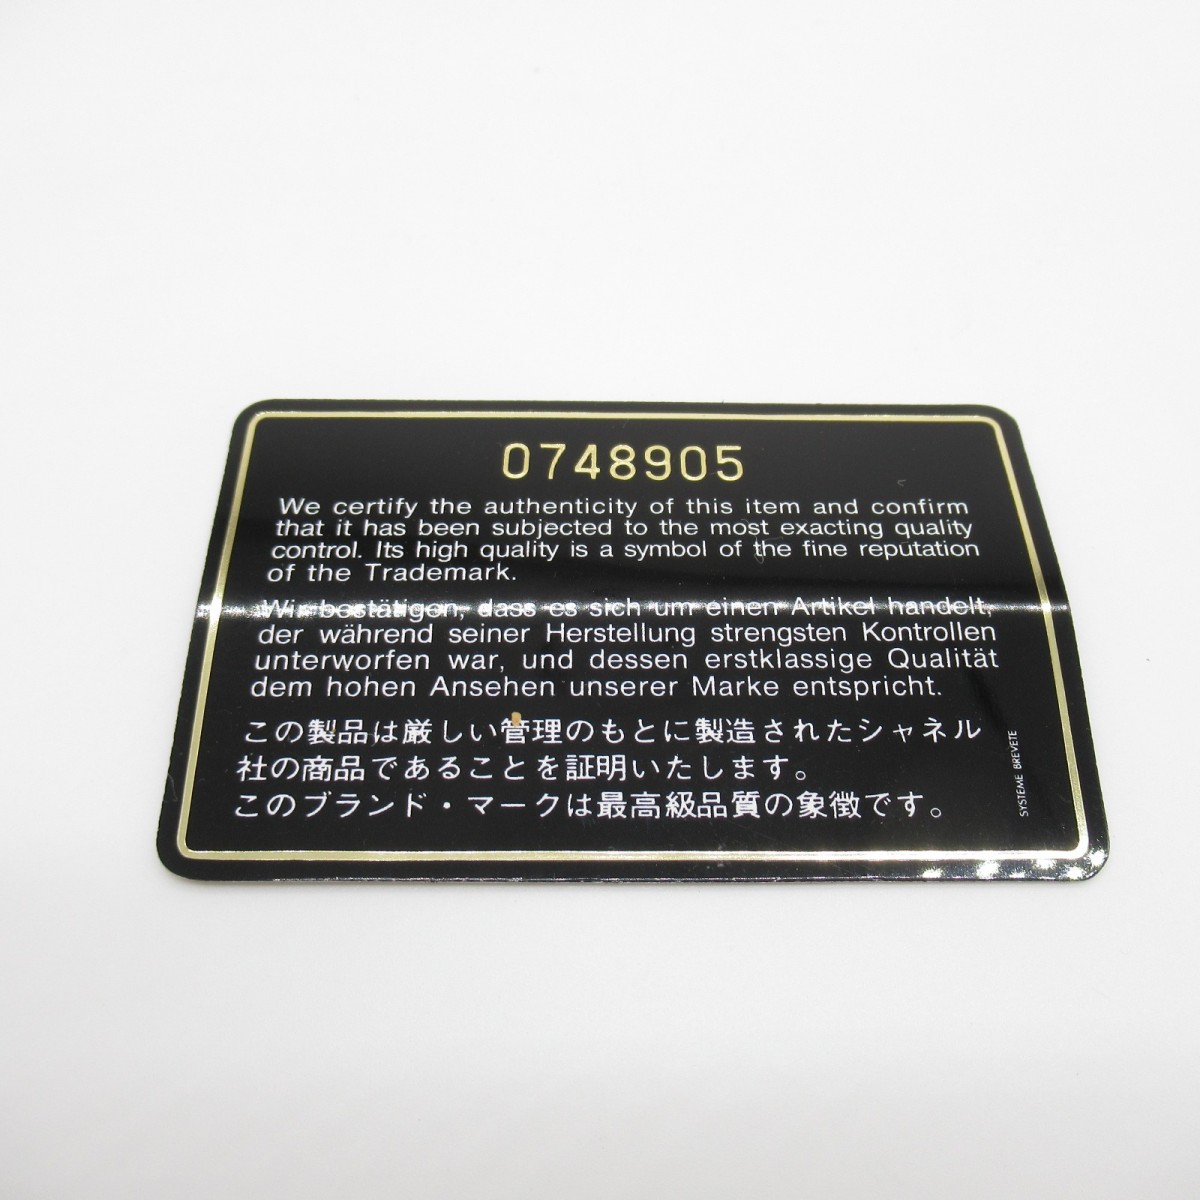 0748905
We certify the authenticity of this item and confirm
that it has been subjected to the most exacting quality
control. Its high quality is a symbol of the fine reputation
of the Trademark.
Wir bestätigen, dass es sich um einen Artikel handelt,
der während seiner Herstellung strengsten Kontrollen
unterworfen war, und dessen erstklassige Qualität
dem hohen Ansehen unserer Marke entspricht.
この製品は厳しい管理のもとに製造されたシャネル
社の商品であることを証明いたします。
このブランド・マークは最高級品質の象徴です。
SYSTEME BREVETE